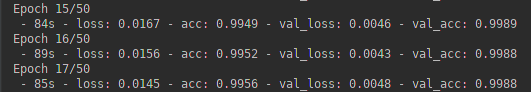 Epoch 15/50
- 84s - loss: 0.0167 - acc: 0.9949 - val_loss: 0.0046 - val_acc: 0.9989
Epoch 16/50
- 89s - loss: 0.0156 - acc: 0.9952 - val_loss: 0.0043 - val_acc: 0.9988
Epoch 17/50
- 85s - loss: 0.0145 - acc: 0.9956 - val_loss: 0.0048 - val_acc: 0.9988